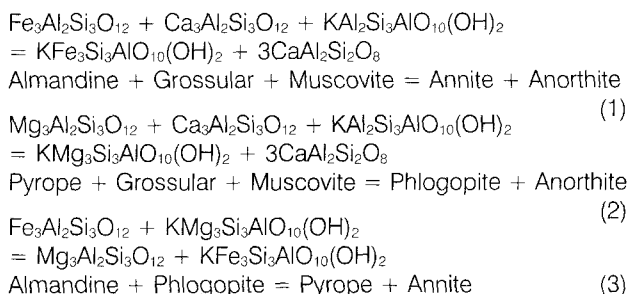 Fe₃Al₂Si₃O₁₂ + Ca₃Al₂Si₃O₁₂ + KAl₂Si₃AlO₁₀(OH)₂
= KFe₃Si₃AlO₁₀(OH)₂ + 3CaAl₂Si₂O₈
Almandine + Grossular + Muscovite = Annite + Anorthite
(1)
Mg₃Al₂Si₃O₁₂ + Ca₃Al₂Si₃O₁₂ + KAl₂Si₃AlO₁₀(OH)₂
= KMg₃Si₃AlO₁₀(OH)₂ + 3CaAl₂Si₂O₈
Pyrope + Grossular + Muscovite = Phlogopite + Anorthite
(2)
Fe₃Al₂Si₃O₁₂ + KMg₃Si₃AlO₁₀(OH)₂
= Mg₃Al₂Si₃O₁₂ + KFe₃Si₃AlO₁₀(OH)₂
Almandine + Phlogopite = Pyrope + Annite (3)